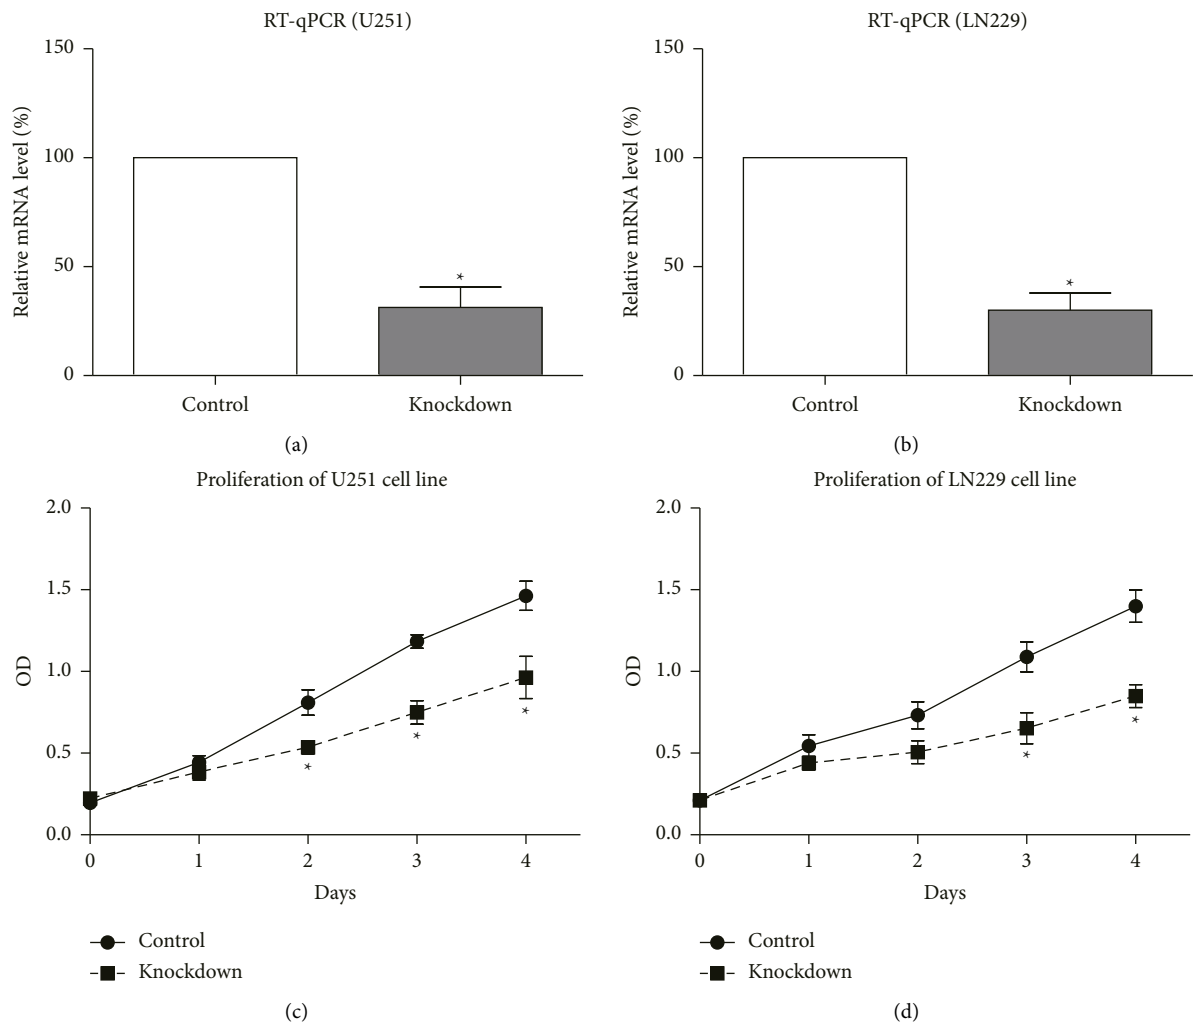 RT-qPCR (U251)
150
100
50
0
Relative mRNA level (%)
*
Control
Knockdown
(a)
RT-qPCR (LN229)
150
100
50
0
Relative mRNA level (%)
*
Control
Knockdown
(b)
Proliferation of U251 cell line
2.0
1.5
1.0
0.5
0.0
OD
* * *
0 1 2 3 4
Days
Control
Knockdown
(c)
Proliferation of LN229 cell line
2.0
1.5
1.0
0.5
0.0
OD
* *
0 1 2 3 4
Days
Control
Knockdown
(d)